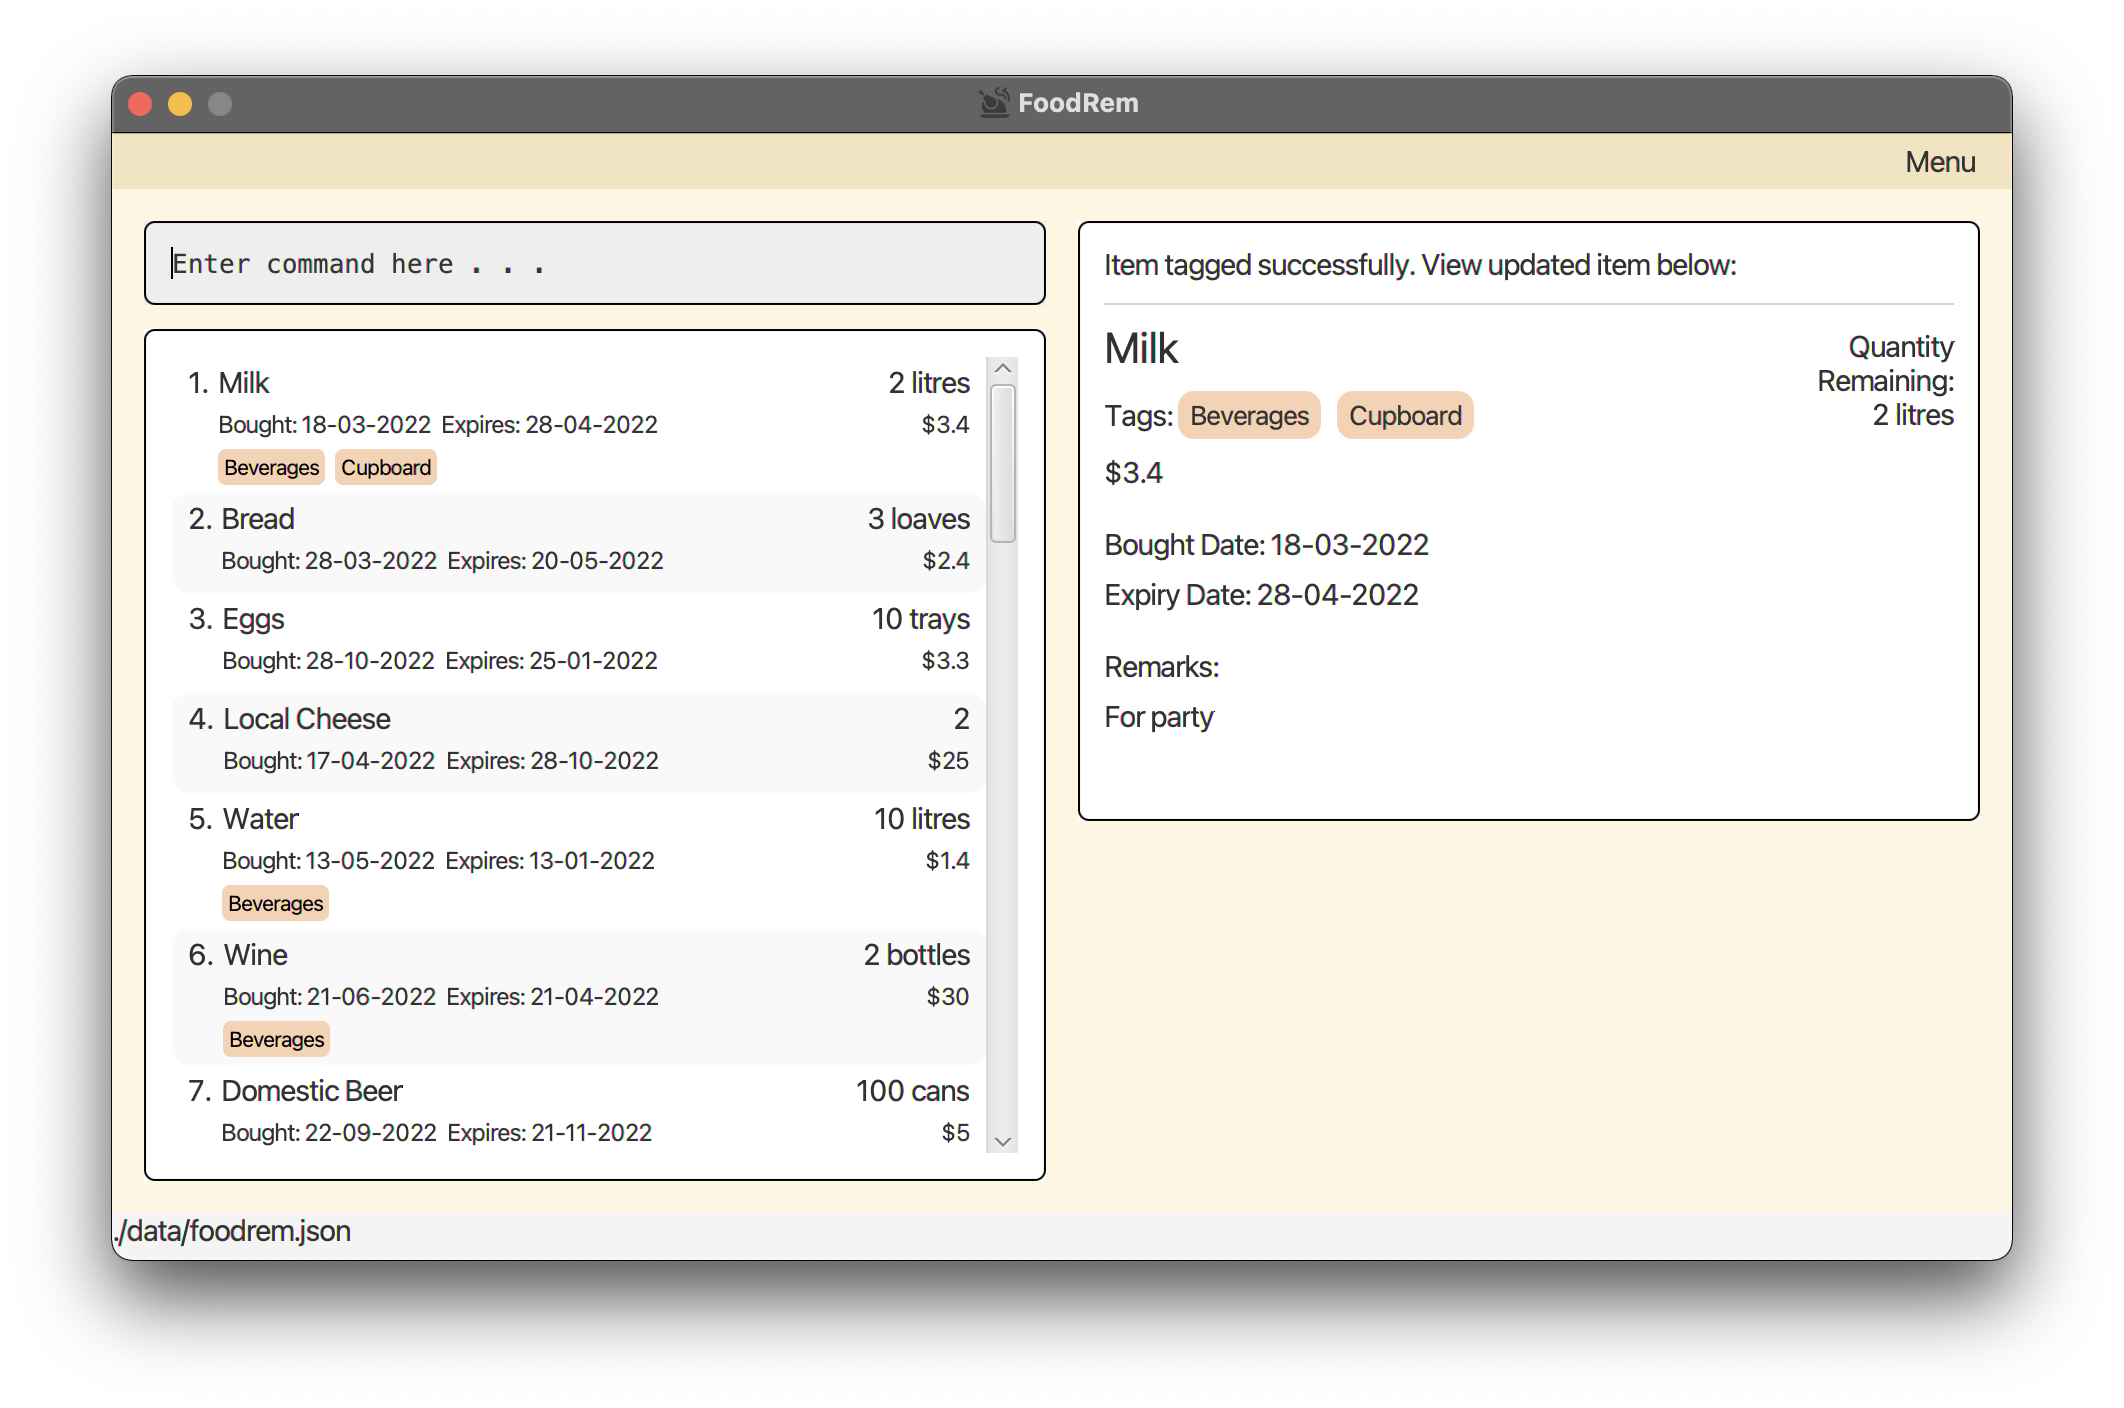 FoodRem
Menu
Enter command here . . .
1. Milk 2 litres
Bought: 18-03-2022 Expires: 28-04-2022 $3.4
Beverages Cupboard
2. Bread 3 loaves
Bought: 28-03-2022 Expires: 20-05-2022 $2.4
3. Eggs 10 trays
Bought: 28-10-2022 Expires: 25-01-2022 $3.3
4. Local Cheese 2
Bought: 17-04-2022 Expires: 28-10-2022 $25
5. Water 10 litres
Bought: 13-05-2022 Expires: 13-01-2022 $1.4
Beverages
6. Wine 2 bottles
Bought: 21-06-2022 Expires: 21-04-2022 $30
Beverages
7. Domestic Beer 100 cans
Bought: 22-09-2022 Expires: 21-11-2022 $5
Item tagged successfully. View updated item below:
Milk
Quantity
Remaining:
2 litres
Tags: Beverages Cupboard
$3.4
Bought Date: 18-03-2022
Expiry Date: 28-04-2022
Remarks:
For party
./data/foodrem.json